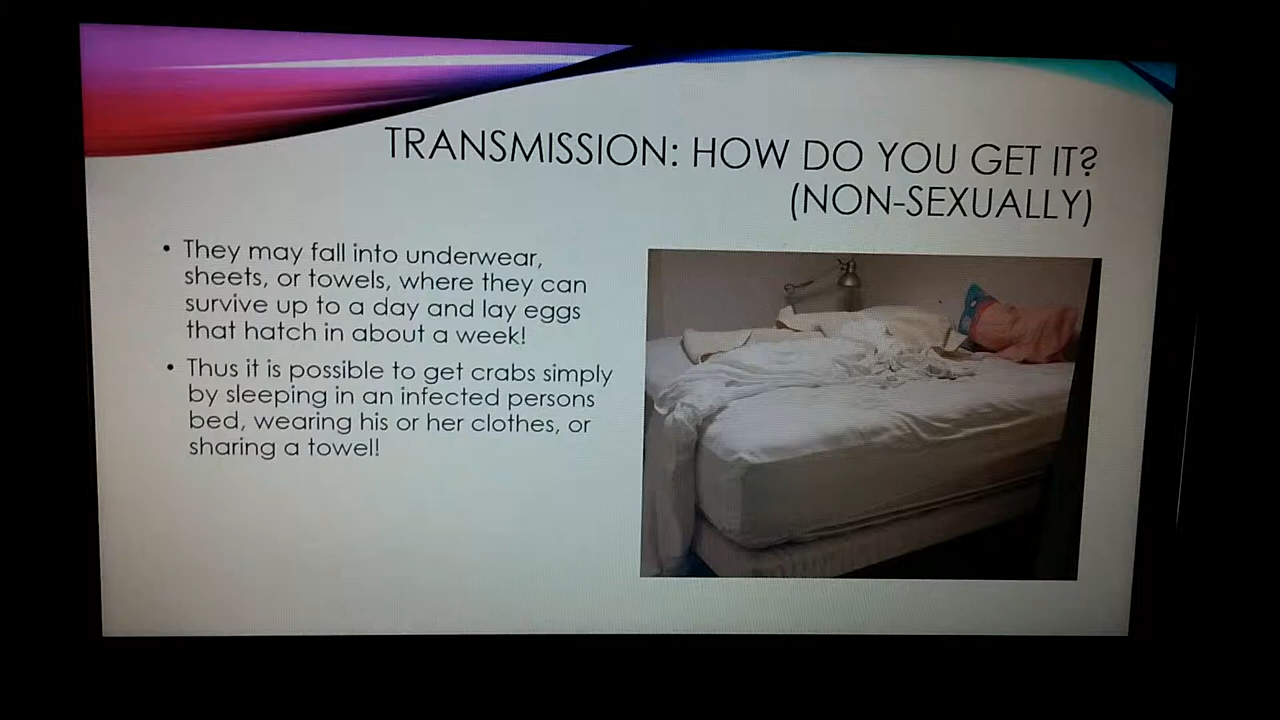 TRANSMISSION: HOW DO YOU GET IT?
(NON-SEXUALLY)
• They may fall into underwear,
sheets, or towels, where they can
survive up to a day and lay eggs
that hatch in about a week!
• Thus it is possible to get crabs simply
by sleeping in an infected persons
bed, wearing his or her clothes, or
sharing a towel!